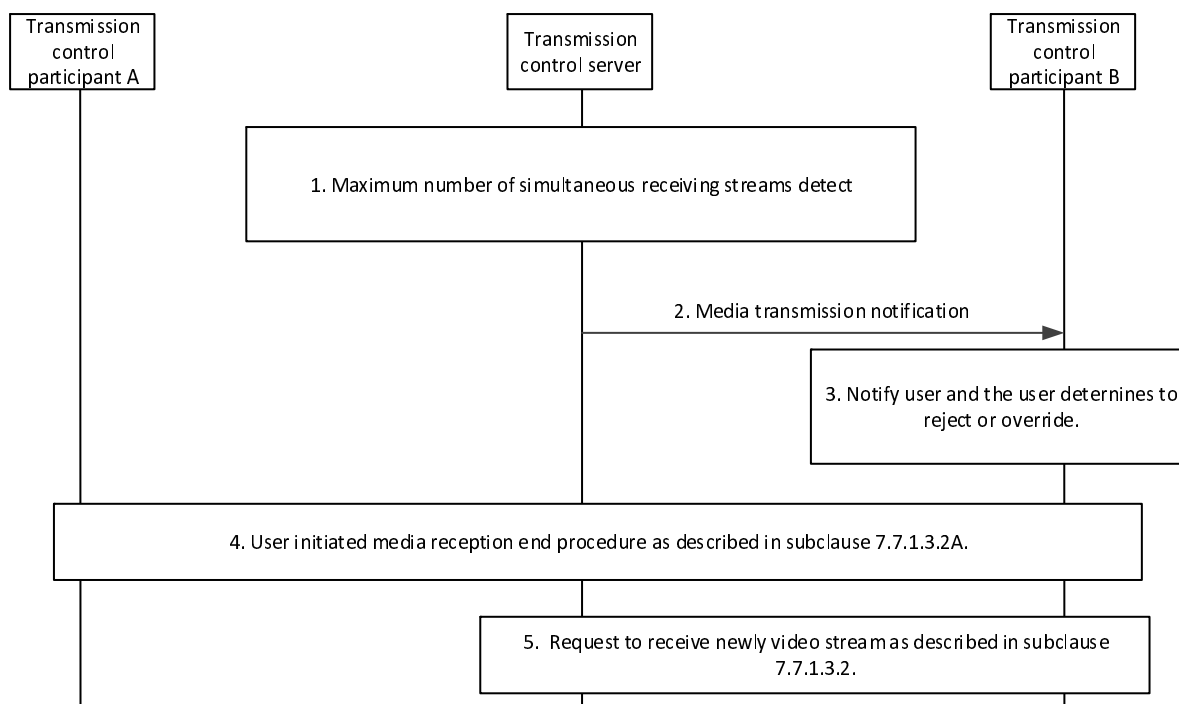 Transmission
control
participant A
Transmission
control server
Transmission
control
participant B
1. Maximum number of simultaneous receiving streams detect
2. Media transmission notification
3. Notify user and the user deternines to
reject or override.
4. User initiated media reception end procedure as described in subclause 7.7.1.3.2A.
5. Request to receive newly video stream as described in subclause
7.7.1.3.2.